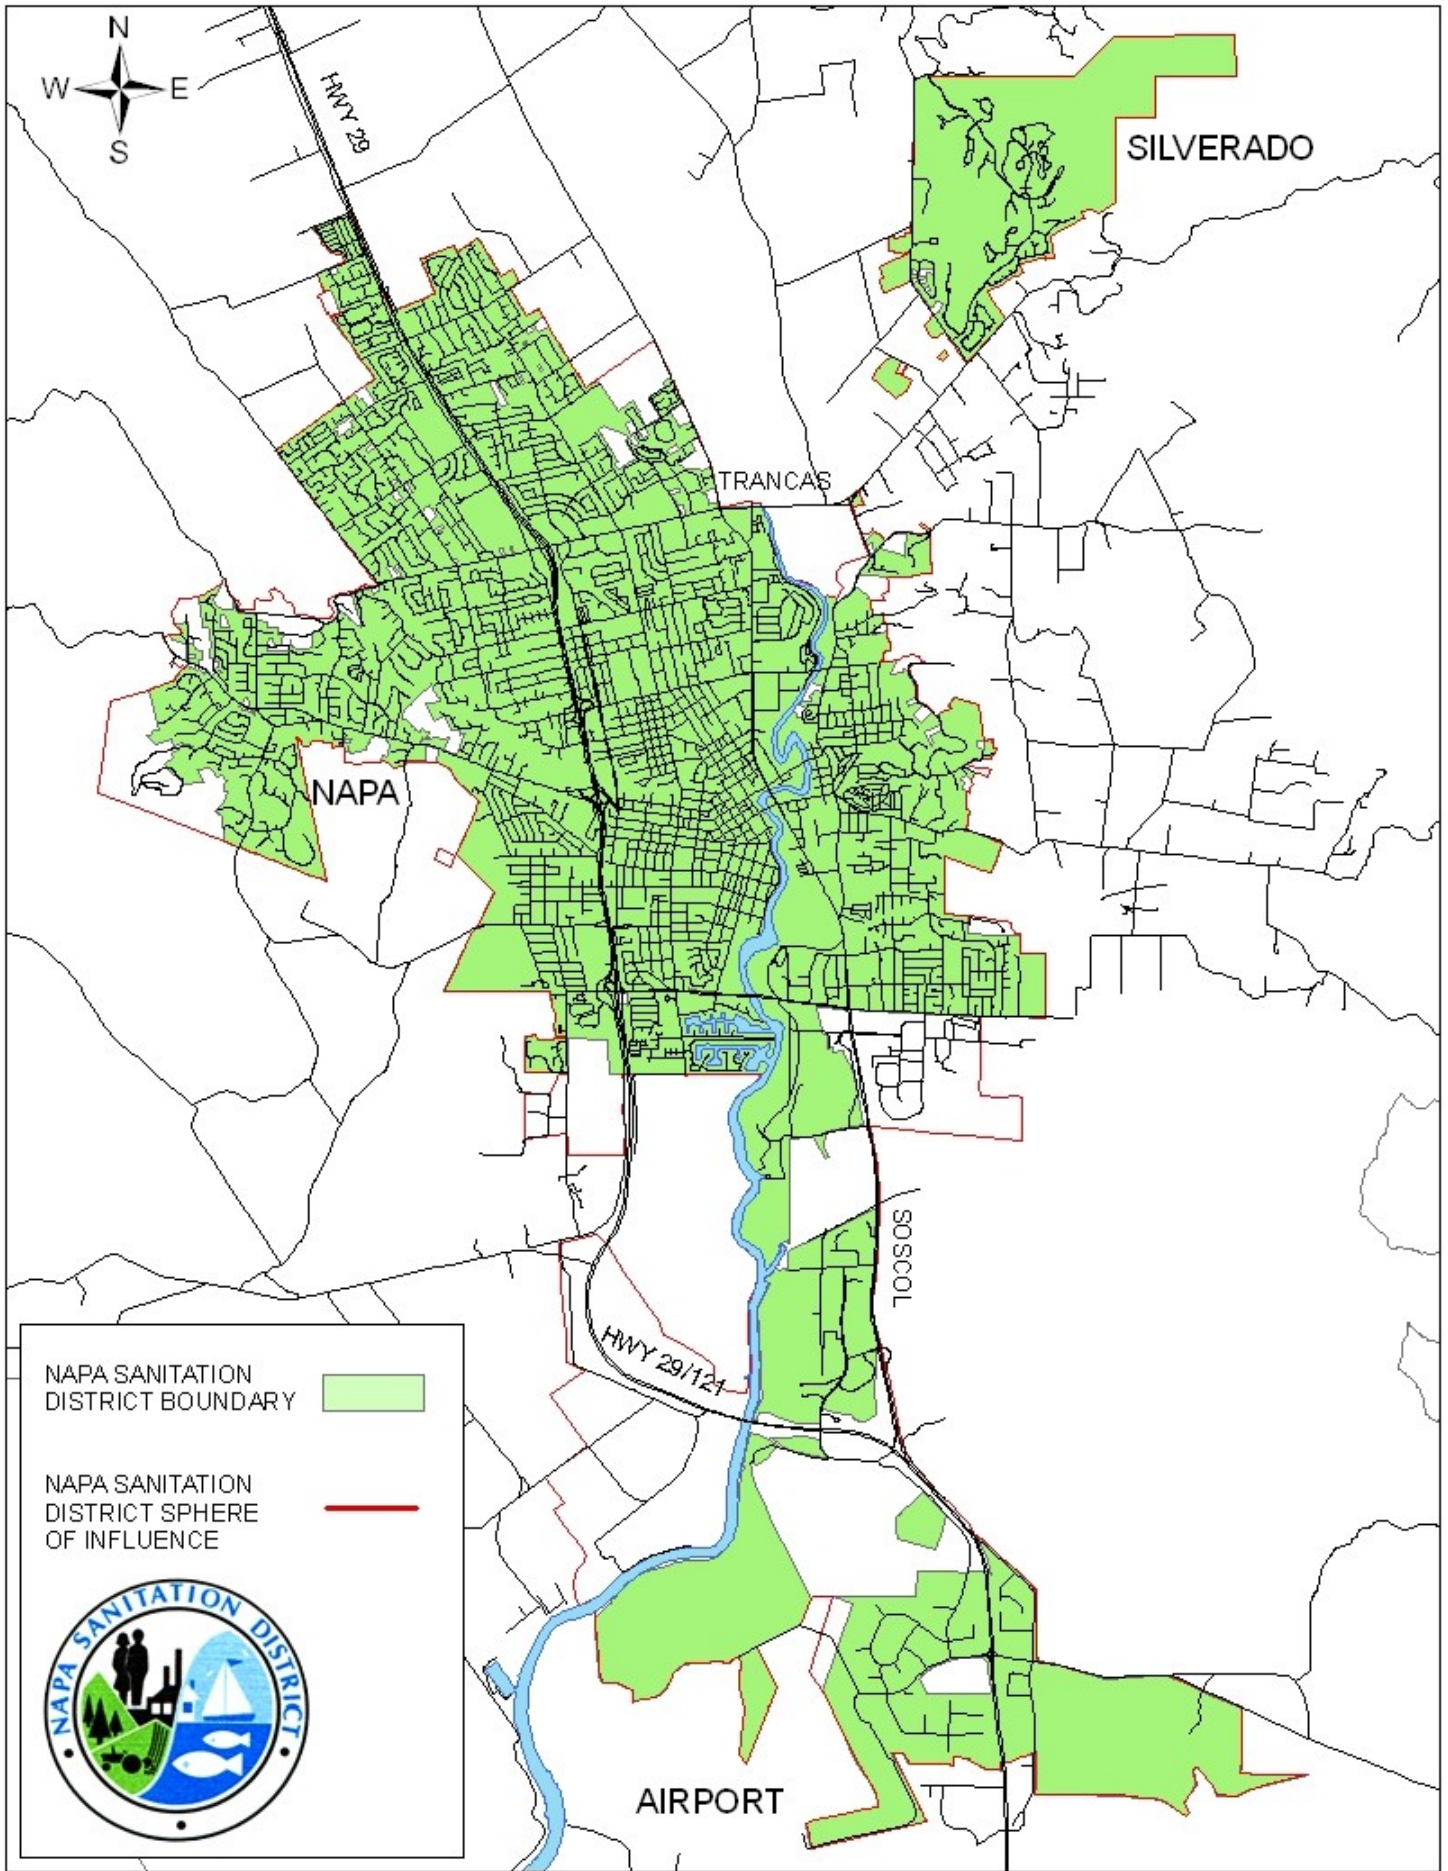 N
W E
S
HWY 29
SILVERADO
TRANCAS
NAPA
SOSCOL
HWY 29/121
NAPA SANITATION
DISTRICT BOUNDARY
NAPA SANITATION
DISTRICT SPHERE
OF INFLUENCE
NAPA SANITATION DISTRICT
AIRPORT